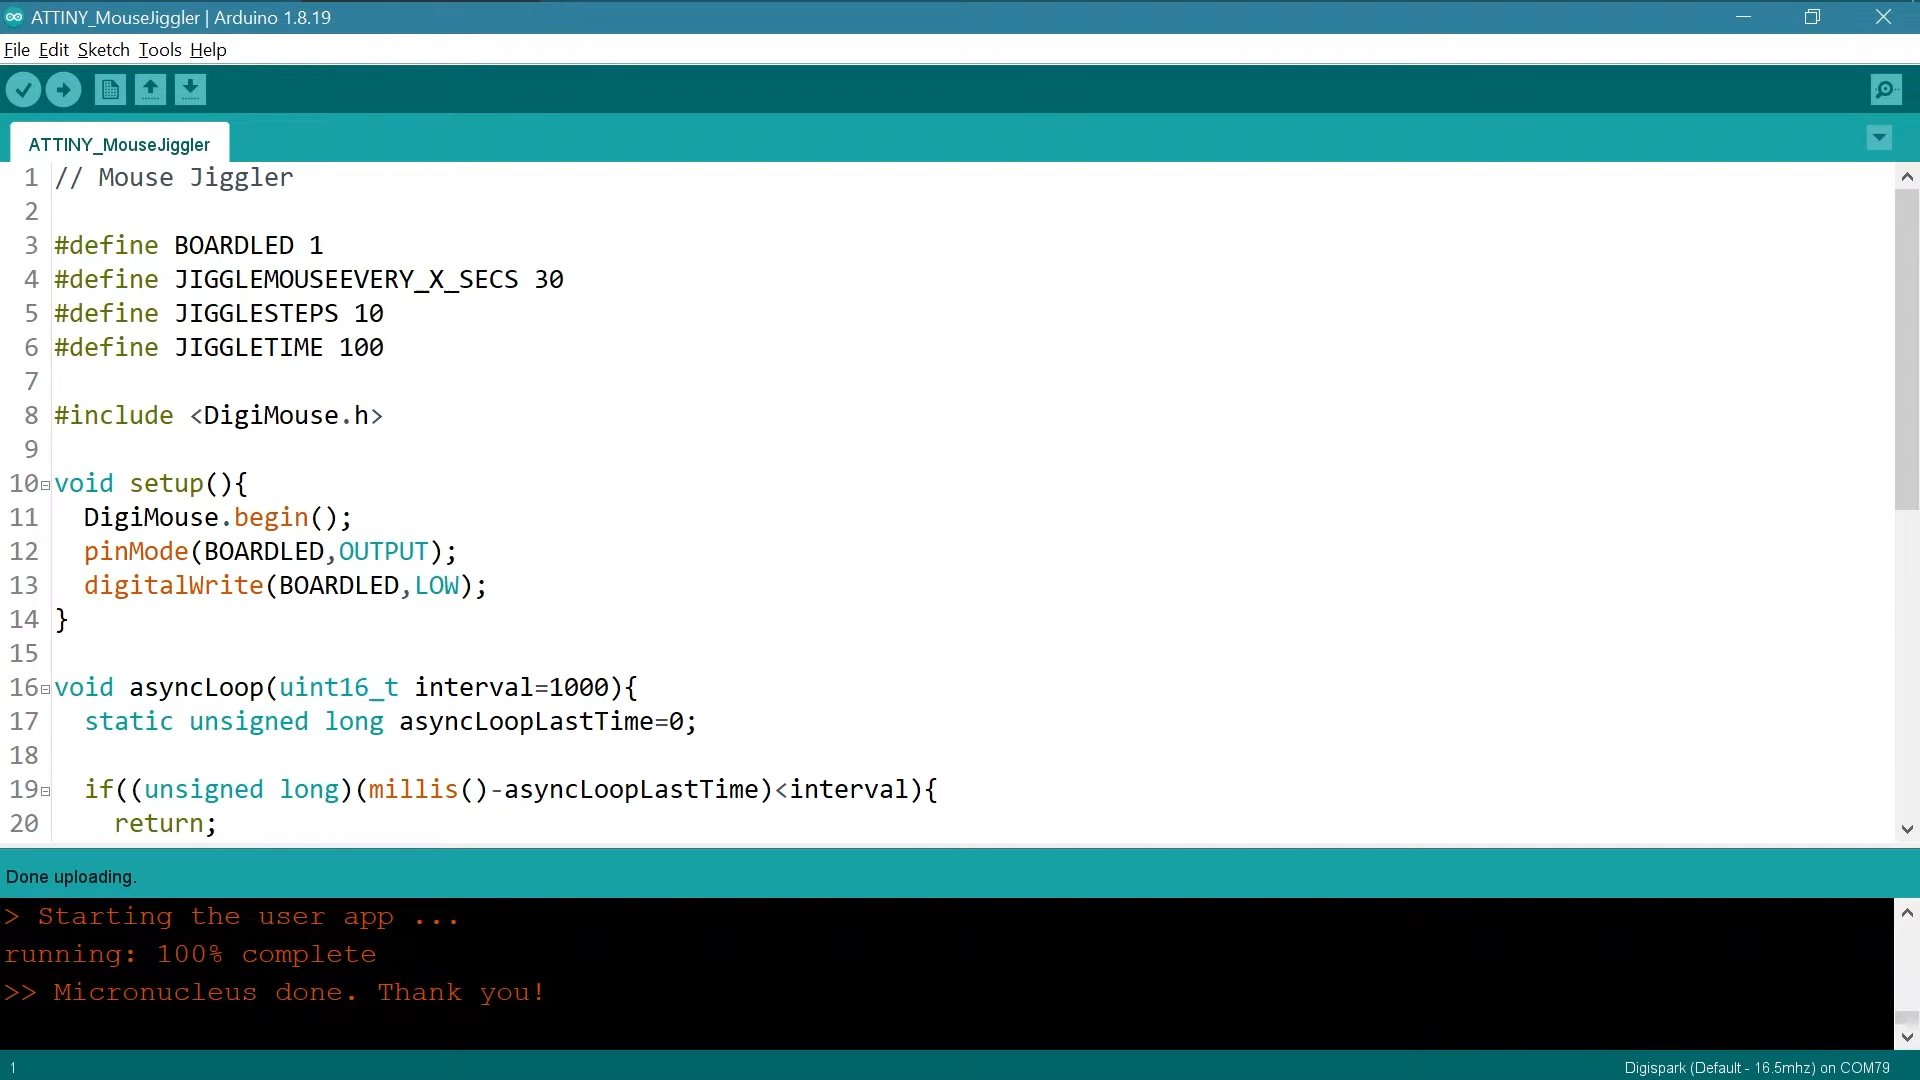 ATTINY_MouseJiggler | Arduino 1.8.19
File Edit Sketch Tools Help
ATTINY_MouseJiggler
1 // Mouse Jiggler
2
3 #define BOARDLED 1
4 #define JIGGLEMOUSEEVERY_X_SECS 30
5 #define JIGGLESTEPS 10
6 #define JIGGLETIME 100
7
8 #include <DigiMouse.h>
9
10 void setup(){
11   DigiMouse.begin();
12   pinMode(BOARDLED,OUTPUT);
13   digitalWrite(BOARDLED,LOW);
14 }
15
16 void asyncLoop(uint16_t interval=1000){
17   static unsigned long asyncLoopLastTime=0;
18
19   if((unsigned long)(millis()-asyncLoopLastTime)<interval){
20     return;
Done uploading.
> Starting the user app ...
running: 100% complete
>> Micronucleus done. Thank you!
1
Digispark (Default - 16.5mhz) on COM79